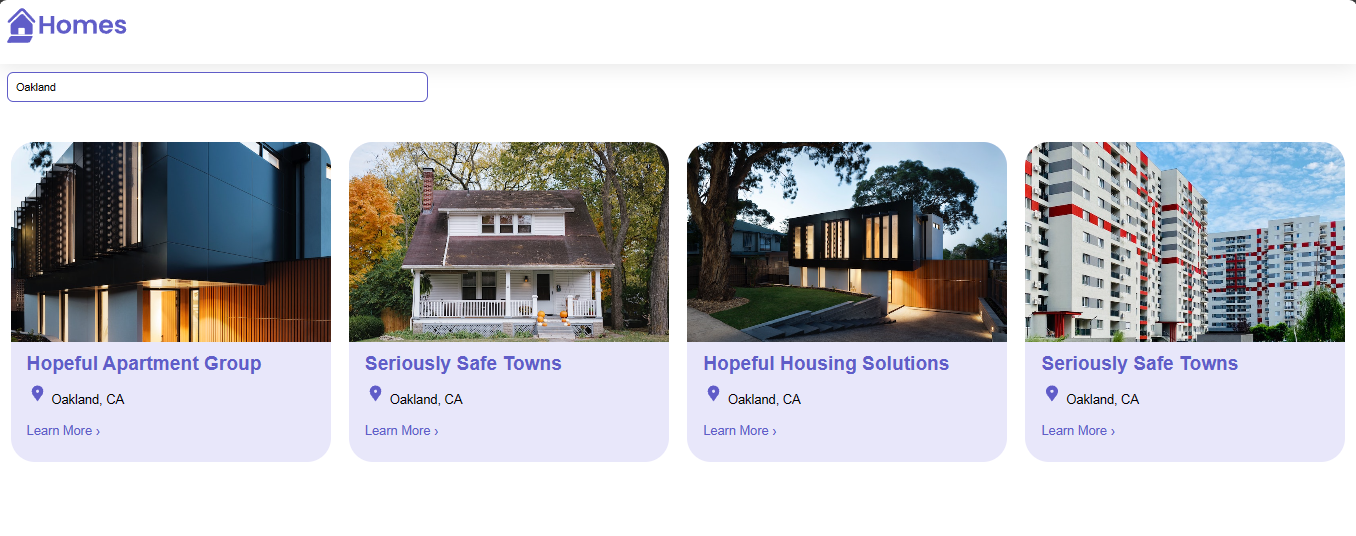 Homes
Oakland
Hopeful Apartment Group
Oakland, CA
Learn More ›
Seriously Safe Towns
Oakland, CA
Learn More ›
Hopeful Housing Solutions
Oakland, CA
Learn More ›
Seriously Safe Towns
Oakland, CA
Learn More ›